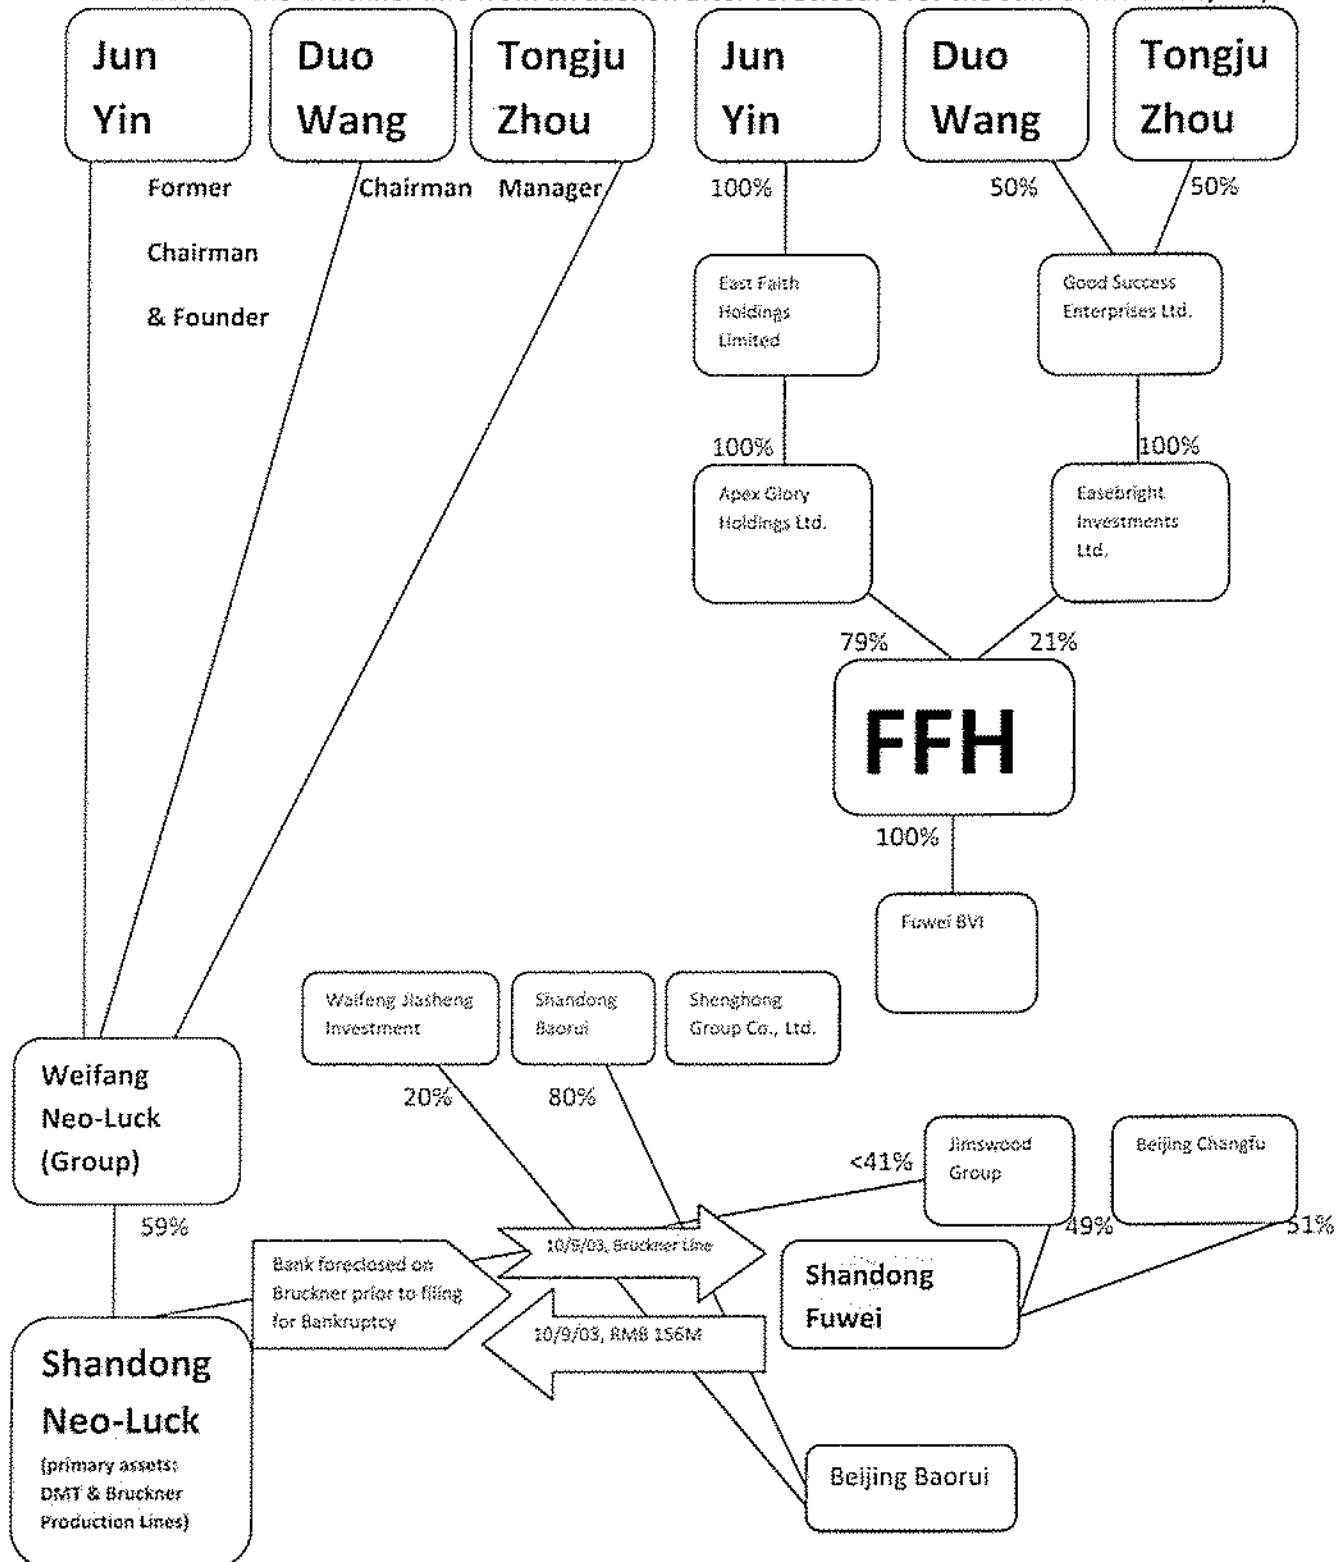 Jun
Yin
Duo
Wang
Tongju
Zhou
Jun
Yin
Duo
Wang
Tongju
Zhou
Former
Chairman
& Founder
Chairman
Manager
100%
50%
50%
East Faith
Holdings
Limited
Good Success
Enterprises Ltd.
100%
100%
Apex Glory
Holdings Ltd.
Easebright
Investments
Ltd.
79%
21%
FFH
100%
Fuwei BVI
Waifeng Jiasheng
Investment
Shandong
Baorui
Shenghong
Group Co., Ltd.
20%
80%
Weifang
Neo-Luck
(Group)
<41%
Jimswood
Group
Beijing Changfu
49%
51%
59%
Bank foreclosed on
Bruckner prior to filing
for Bankruptcy
10/9/03, Bruckner Line
10/9/03, RMB 156M
Shandong
Fuwei
Shandong
Neo-Luck
(primary assets:
DMT & Bruckner
Production Lines)
Beijing Baorui